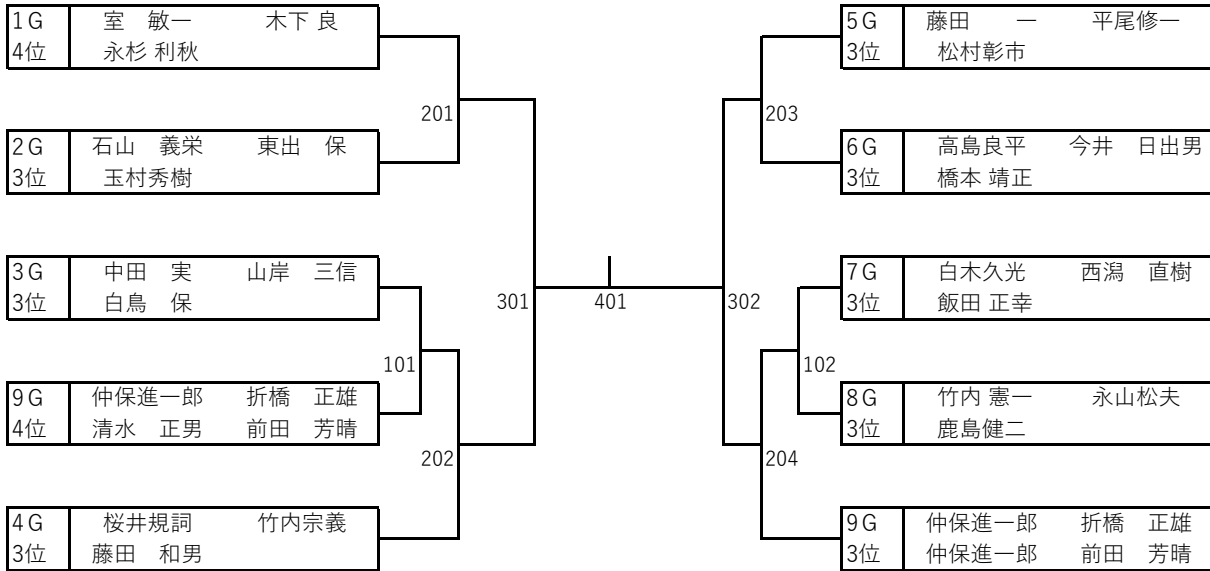 1G 室 敏一 木下 良
4位 永杉 利秋
2G 石山 義栄 東出 保
3位 玉村秀樹
3G 中田 実 山岸 三信
3位 白鳥 保
9G 仲保進一郎 折橋 正雄
4位 清水 正男 前田 芳晴
4G 桜井規詞 竹内宗義
3位 藤田 和男
201
101
202
301
401
302
203
102
204
5G 藤田 一 平尾修一
3位 松村彰市
6G 高島良平 今井 日出男
3位 橋本 靖正
7G 白木久光 西潟 直樹
3位 飯田 正幸
8G 竹内 憲一 永山松夫
3位 鹿島健二
9G 仲保進一郎 折橋 正雄
3位 仲保進一郎 前田 芳晴